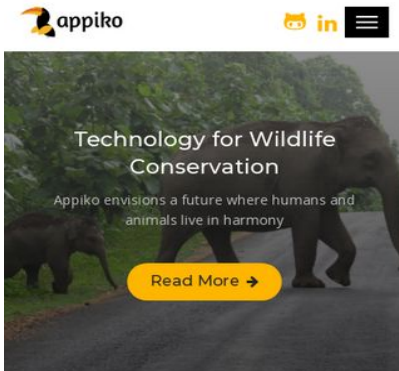 appiko
in
Technology for Wildlife
Conservation
Appiko envisions a future where humans and
animals live in harmony
Read More →